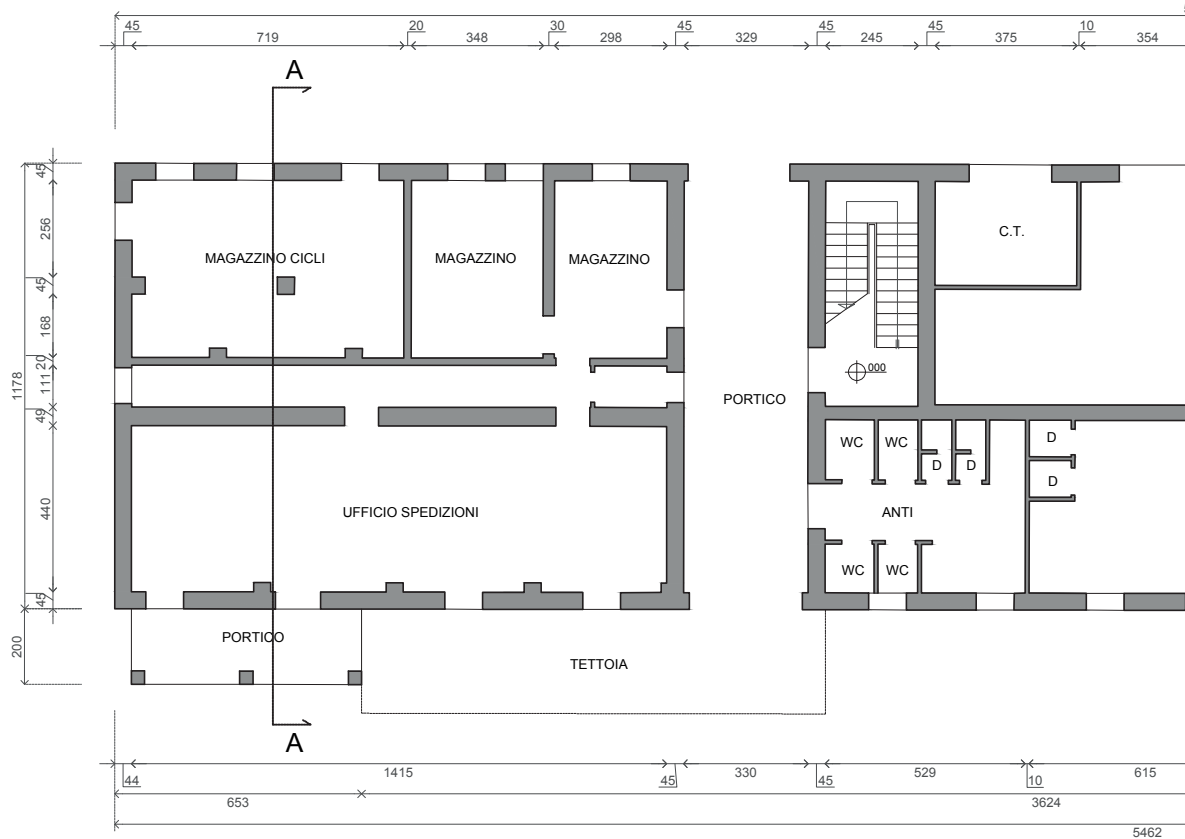 45 20 30 45 45 45 10
719 348 298 329 245 375 354
A
45
256
45
168
20
111
49
440
45
1178
200
MAGAZZINO CICLI
MAGAZZINO
MAGAZZINO
C.T.
000
PORTICO
WC WC
D D
D
D
UFFICIO SPEDIZIONI
ANTI
WC WC
PORTICO
TETTOIA
A
1415 330 529 615
44 45 45 10
653 3624
5462